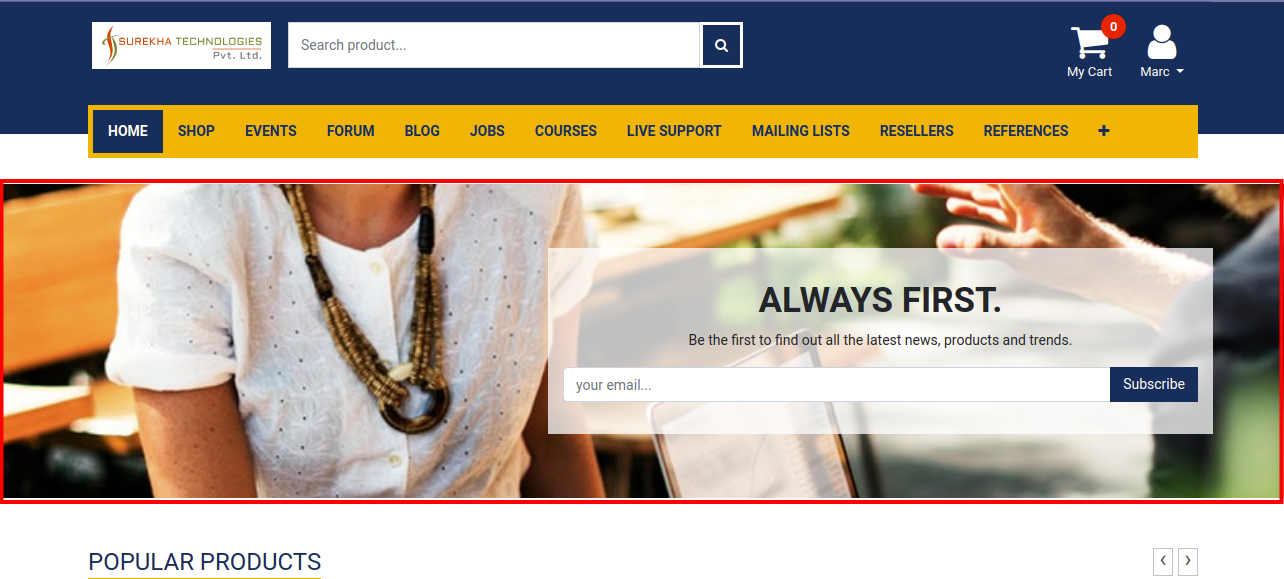 SUREKHA TECHNOLOGIES
Pvt. Ltd.
Search product...
0
My Cart
Marc
HOME SHOP EVENTS FORUM BLOG JOBS COURSES LIVE SUPPORT MAILING LISTS RESELLERS REFERENCES +
ALWAYS FIRST.
Be the first to find out all the latest news, products and trends.
your email... Subscribe
POPULAR PRODUCTS